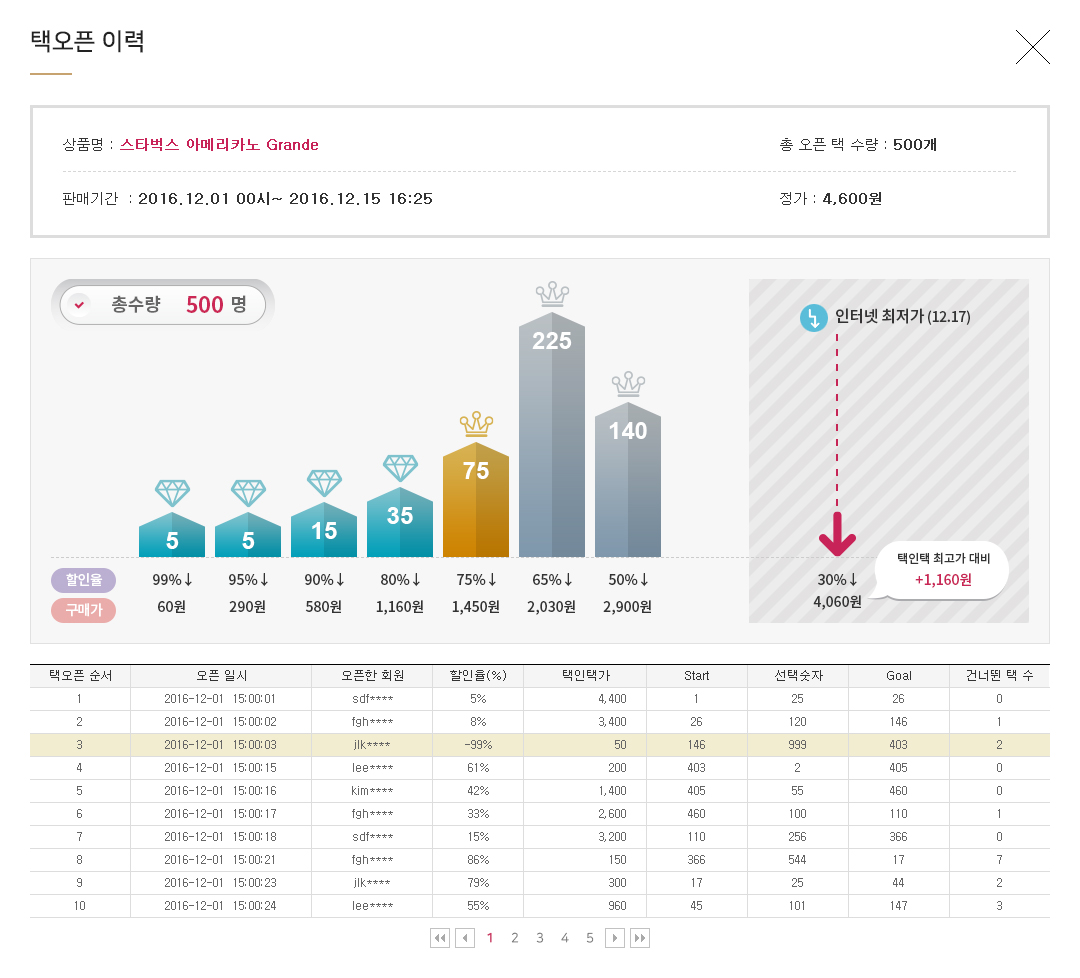 택오픈 이력
상품명 : 스타벅스 아메리카노 Grande 총 오픈 택 수량 : 500개
판매기간 : 2016.12.01 00시~ 2016.12.15 16:25 정가 : 4,600원
총수량 500 명
225
140
75
35
15
5
5
인터넷 최저가 (12.17)
할인율 99%↓ 95%↓ 90%↓ 80%↓ 75%↓ 65%↓ 50%↓ 30%↓
구매가 60원 290원 580원 1,160원 1,450원 2,030원 2,900원 4,060원
택인택 최고가 대비
+1,160원
택오픈 순서 오픈 일시 오픈한 회원 할인율(%) 택인택가 Start 선택숫자 Goal 건너뛴 택 수
1 2016-12-01 15:00:01 sdf**** 5% 4,400 1 25 26 0
2 2016-12-01 15:00:02 fgh**** 8% 3,400 26 120 146 1
3 2016-12-01 15:00:03 jlk**** -99% 50 146 999 403 2
4 2016-12-01 15:00:15 lee**** 61% 200 403 2 405 0
5 2016-12-01 15:00:16 kim**** 42% 1,400 405 55 460 0
6 2016-12-01 15:00:17 fgh**** 33% 2,600 460 100 110 1
7 2016-12-01 15:00:18 sdf**** 15% 3,200 110 256 366 0
8 2016-12-01 15:00:21 fgh**** 86% 150 366 544 17 7
9 2016-12-01 15:00:23 jlk**** 79% 300 17 25 44 2
10 2016-12-01 15:00:24 lee**** 55% 960 45 101 147 3
1 2 3 4 5